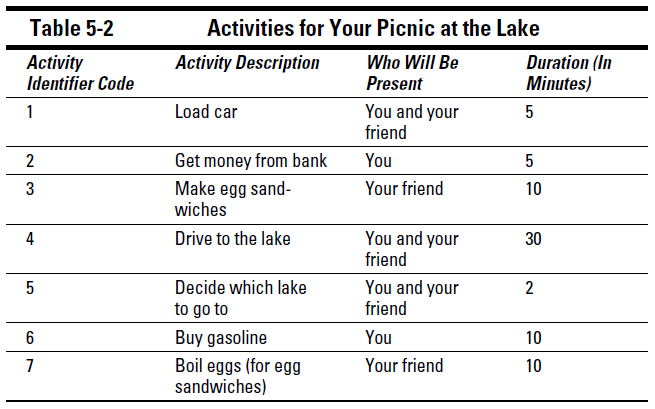 Table 5-2 Activities for Your Picnic at the Lake
Activity Activity Description Who Will Be Duration (In
Identifier Code Present Minutes)
1 Load car You and your 5
friend
2 Get money from bank You 5
3 Make egg sand- Your friend 10
wiches
4 Drive to the lake You and your 30
friend
5 Decide which lake You and your 2
to go to friend
6 Buy gasoline You 10
7 Boil eggs (for egg Your friend 10
sandwiches)